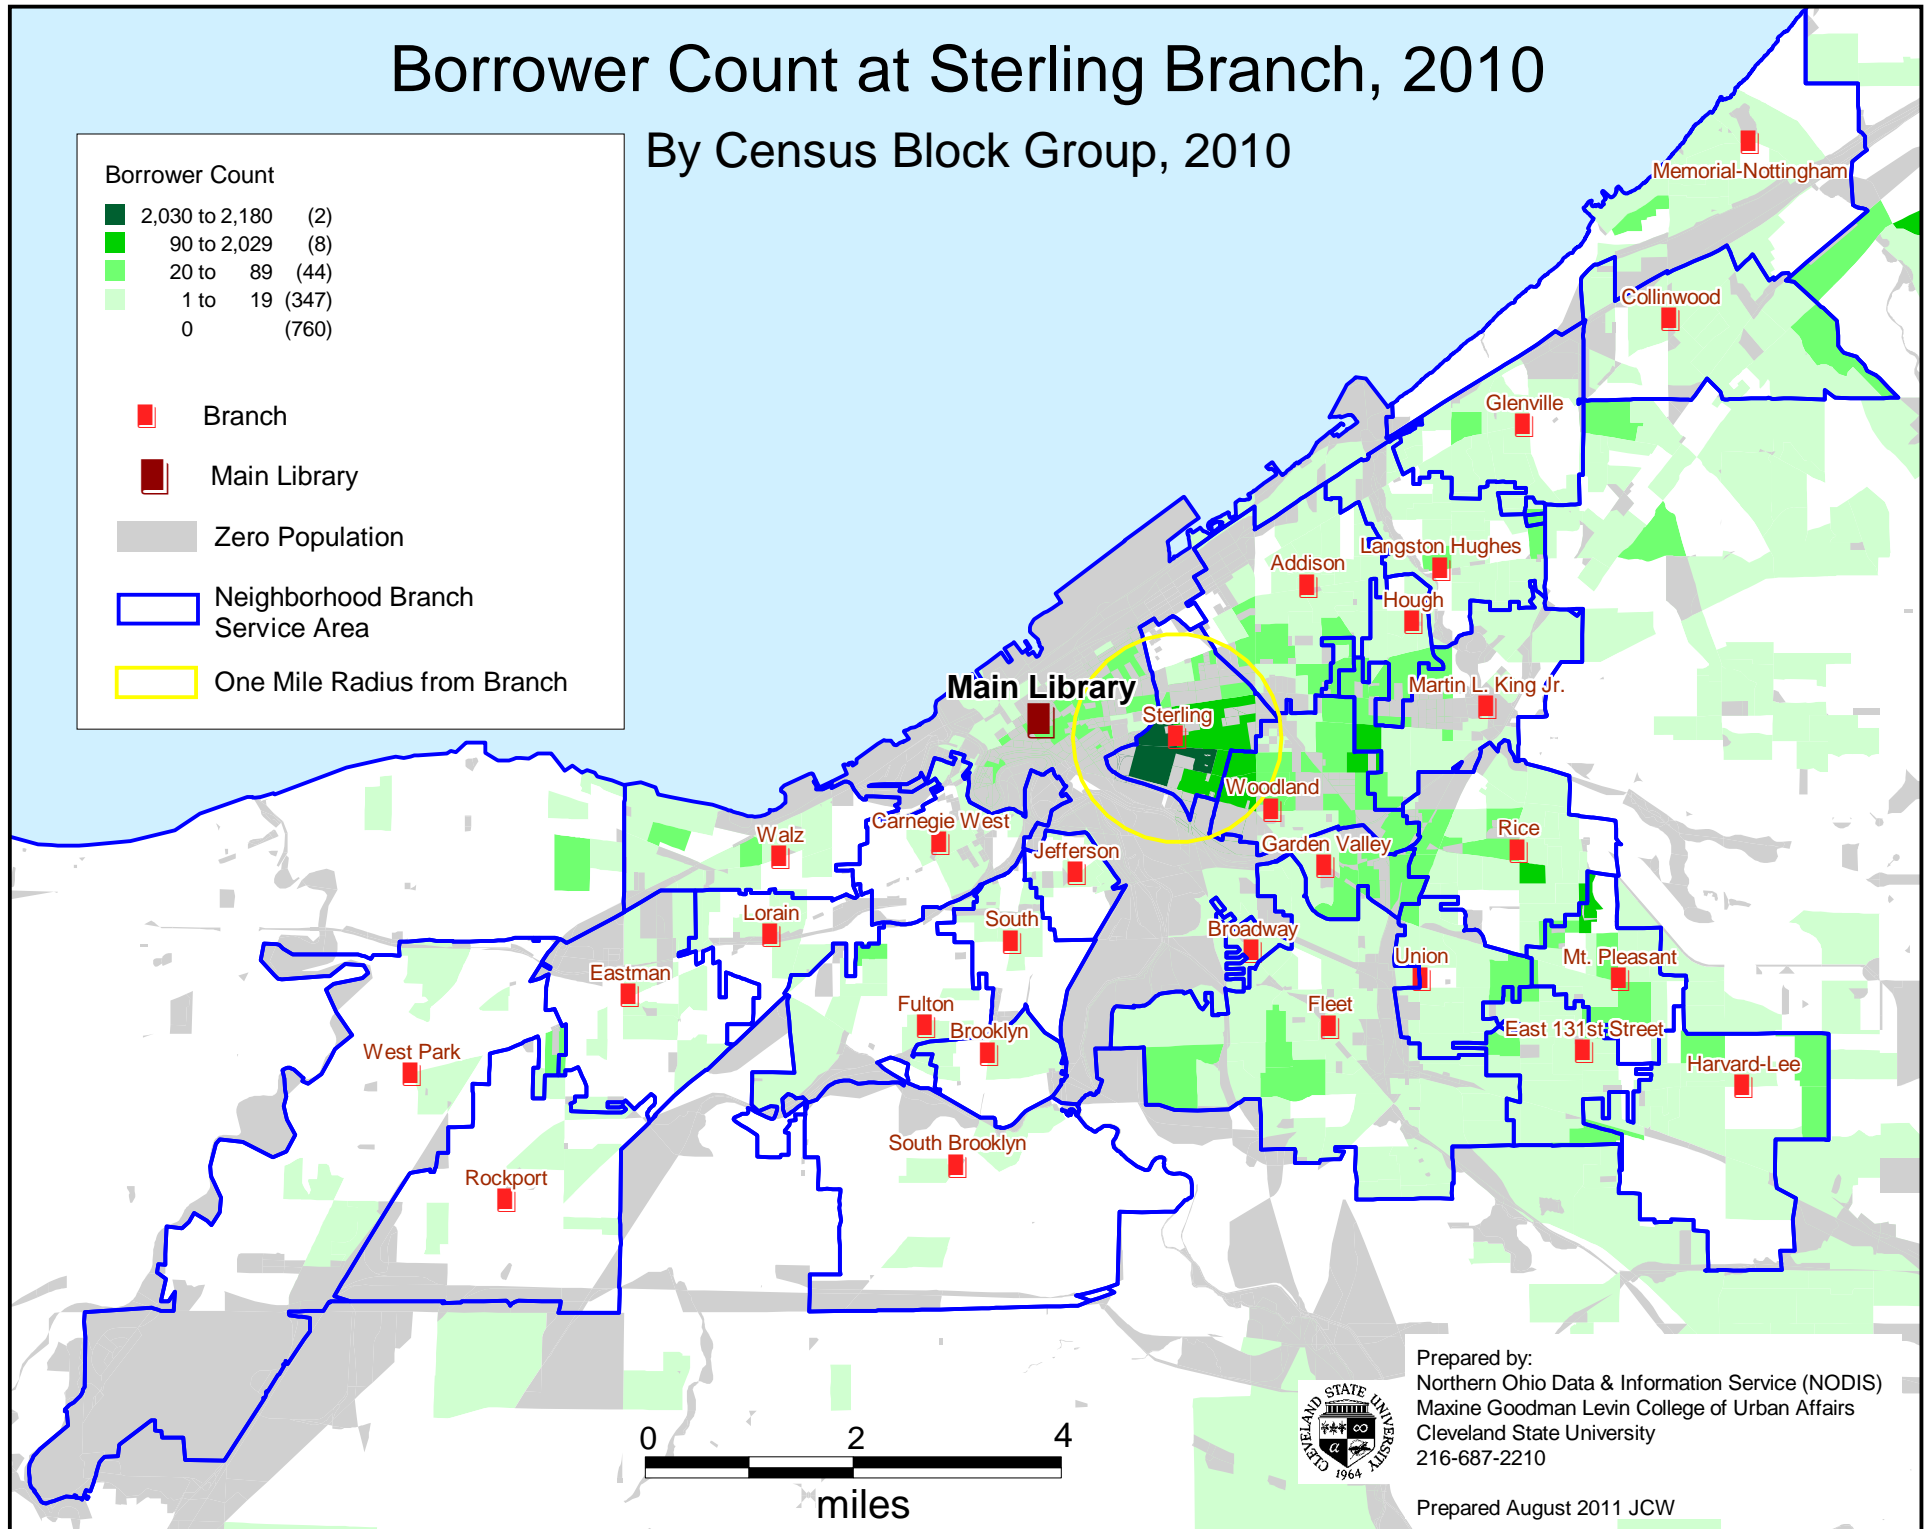 Borrower Count at Sterling Branch, 2010
By Census Block Group, 2010
Borrower Count
2,030 to 2,180 (2)
90 to 2,029 (8)
20 to 89 (44)
1 to 19 (347)
0 (760)
Branch
Main Library
Zero Population
Neighborhood Branch
Service Area
One Mile Radius from Branch
Memorial-Nottingham
Collinwood
Glenville
Langston Hughes
Addison
Hough
Main Library
Martin L. King Jr.
Sterling
Woodland
Walz
Carnegie West
Jefferson
Garden Valley
Rice
Lorain
South
Broadway
Union
Mt. Pleasant
Eastman
Fulton
Brooklyn
Fleet
East 131st Street
West Park
Harvard-Lee
South Brooklyn
Rockport
0 2 4
miles
CLEVELAND STATE UNIVERSITY
1964
Prepared by:
Northern Ohio Data & Information Service (NODIS)
Maxine Goodman Levin College of Urban Affairs
Cleveland State University
216-687-2210
Prepared August 2011 JCW